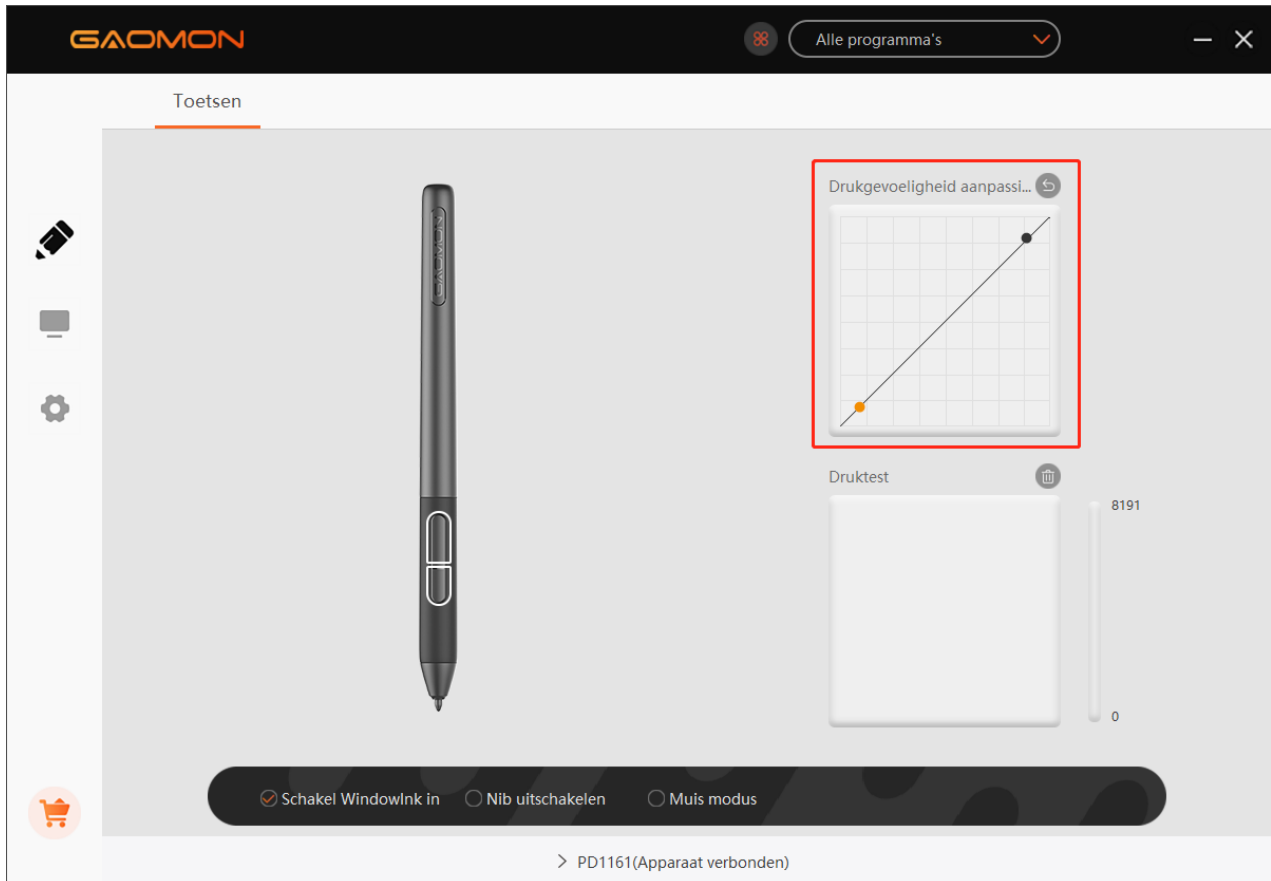 GAOMON
Alle programma's
Toetsen
Drukgevoeligheid aanpassi...
GAOMON
Druktest
8191
0
Schakel WindowInk in
Nib uitschakelen
Muis modus
PD1161(Apparaat verbonden)